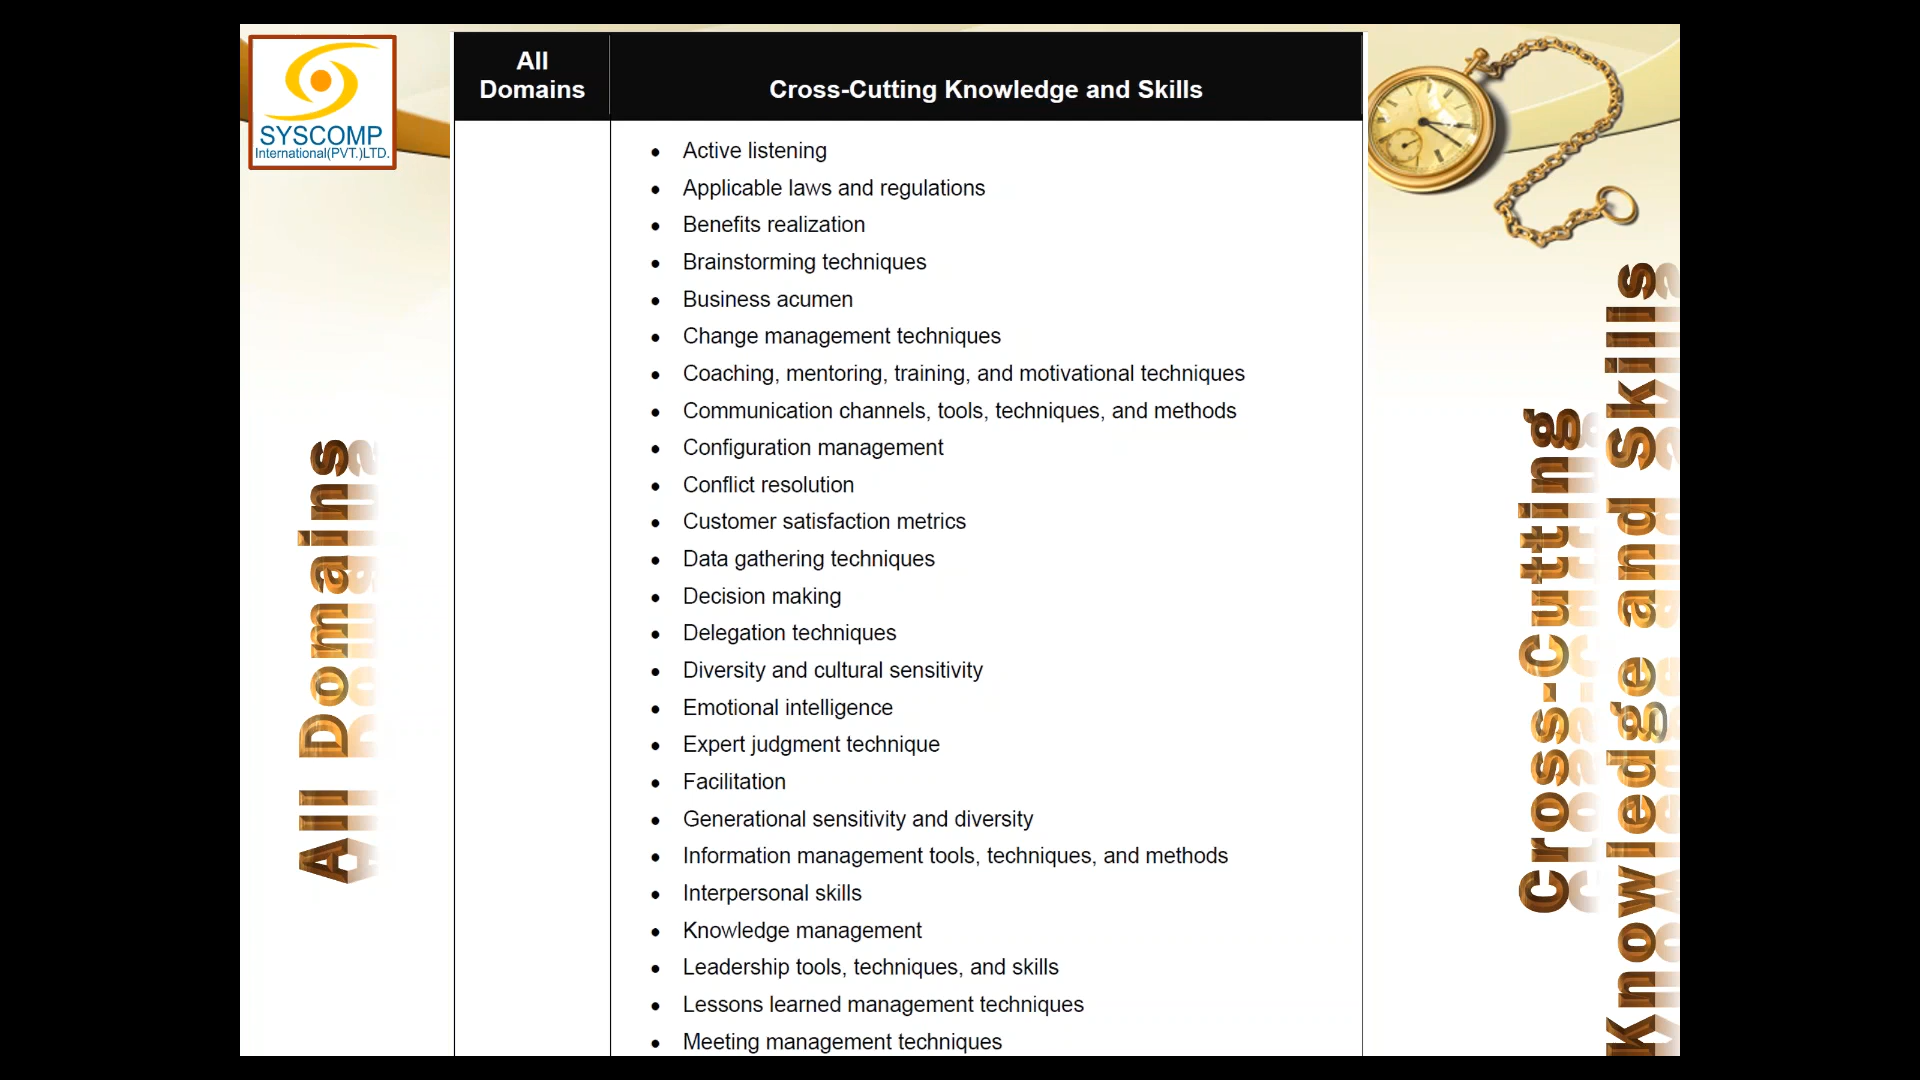 SYSCOMP
International(PVT.)LTD.
All
Domains
Cross-Cutting Knowledge and Skills
• Active listening
• Applicable laws and regulations
• Benefits realization
• Brainstorming techniques
• Business acumen
• Change management techniques
• Coaching, mentoring, training, and motivational techniques
• Communication channels, tools, techniques, and methods
• Configuration management
• Conflict resolution
• Customer satisfaction metrics
• Data gathering techniques
• Decision making
• Delegation techniques
• Diversity and cultural sensitivity
• Emotional intelligence
• Expert judgment technique
• Facilitation
• Generational sensitivity and diversity
• Information management tools, techniques, and methods
• Interpersonal skills
• Knowledge management
• Leadership tools, techniques, and skills
• Lessons learned management techniques
• Meeting management techniques
All Domains
Cross-Cutting
Knowledge and Skills